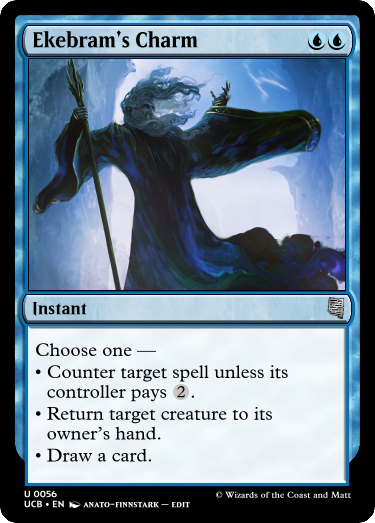 Ekebram's Charm
Instant
Choose one —
• Counter target spell unless its
controller pays 2.
• Return target creature to its
owner's hand.
• Draw a card.
U 0056
UCB • EN ANATO-FINNSTARK — EDIT
© Wizards of the Coast and Matt